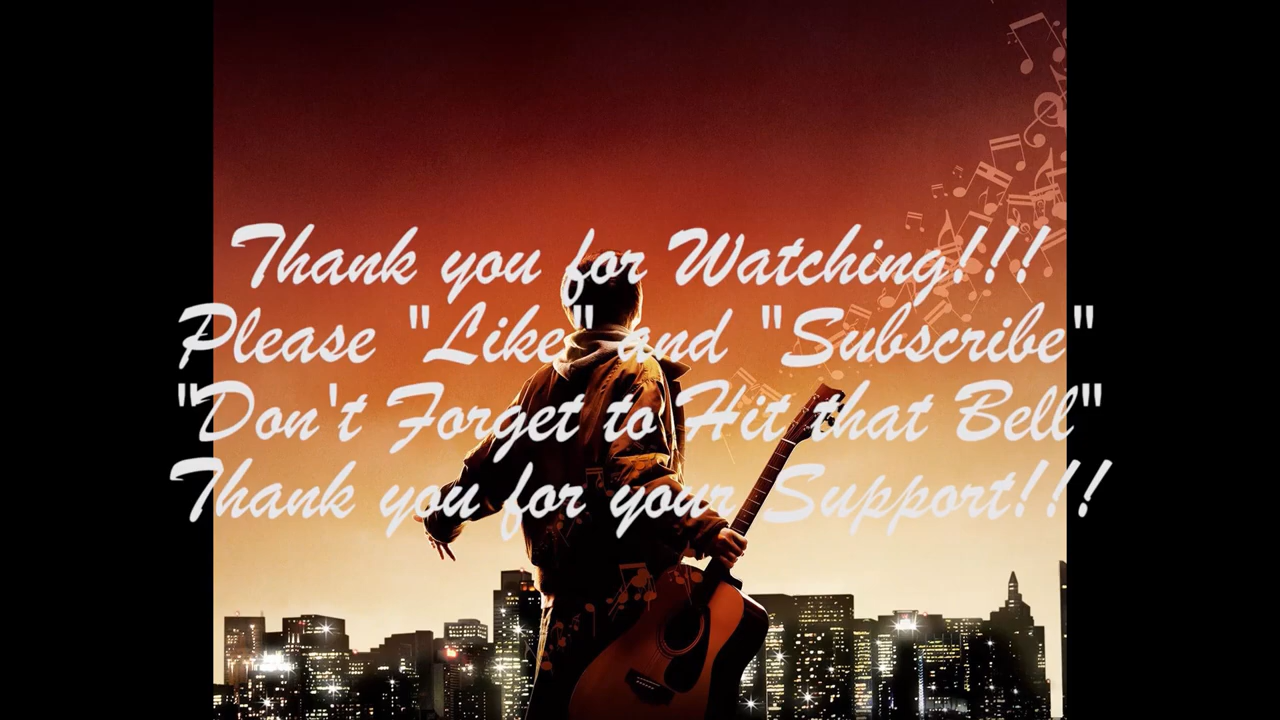 Thank you for Watching!!!
Please "Like" and "Subscribe"
"Don't Forget to Hit that Bell"
Thank you for your Support!!!